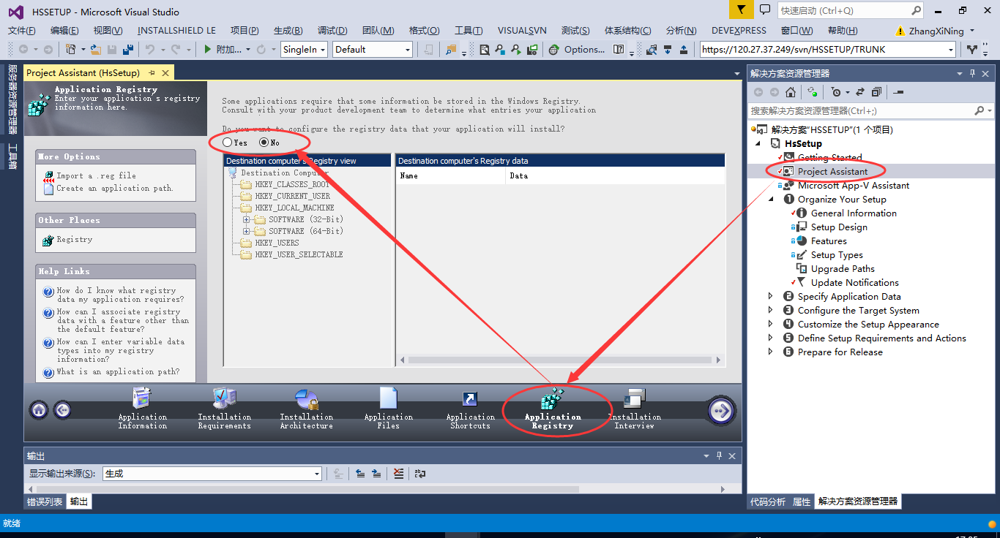 HSSETUP - Microsoft Visual Studio
快速启动 (Ctrl+Q)
文件(F) 编辑(E) 视图(V) INSTALLSHIELD LE 项目(P) 生成(B) 调试(D) 团队(M) 格式(O) 工具(T) VISUALSVN 测试(S) 体系结构(C) 分析(N) DEVEXPRESS 窗口(W) 帮助(H) ZhangXiNing
附加... SingleIn Default Options... https://120.27.37.249/svn/HSSETUP/TRUNK
服务器资源管理器
工具箱
Project Assistant (HsSetup)
Application Registry
Enter your application's registry
information here.
More Options
Import a .reg file
Create an application path.
Other Places
Registry
Help Links
How do I know what registry
data my application requires?
How can I associate registry
data with a feature other than
the default feature?
How can I enter variable data
types into my registry
information?
What is an application path?
Some applications require that some information be stored in the Windows Registry.
Consult with your product development team to determine what entries your application
Do you want to configure the registry data that your application will install?
Yes No
Destination computer's Registry view
Destination Computer
HKEY_CLASSES_ROOT
HKEY_CURRENT_USER
HKEY_LOCAL_MACHINE
SOFTWARE (32-Bit)
SOFTWARE (64-Bit)
HKEY_USERS
HKEY_USER_SELECTABLE
Destination computer's Registry data
Name Data
Application
Information
Installation
Requirements
Installation
Architecture
Application
Files
Application
Shortcuts
Application
Registry
Installation
Interview
输出
显示输出来源(S): 生成
错误列表 输出
解决方案资源管理器
搜索解决方案资源管理器(Ctrl+;)
解决方案"HSSETUP"(1 个项目)
HsSetup
Getting Started
Project Assistant
Microsoft App-V Assistant
1 Organize Your Setup
General Information
Setup Design
Features
Setup Types
Upgrade Paths
Update Notifications
2 Specify Application Data
3 Configure the Target System
4 Customize the Setup Appearance
5 Define Setup Requirements and Actions
6 Prepare for Release
代码分析 属性 解决方案资源管理器
就绪